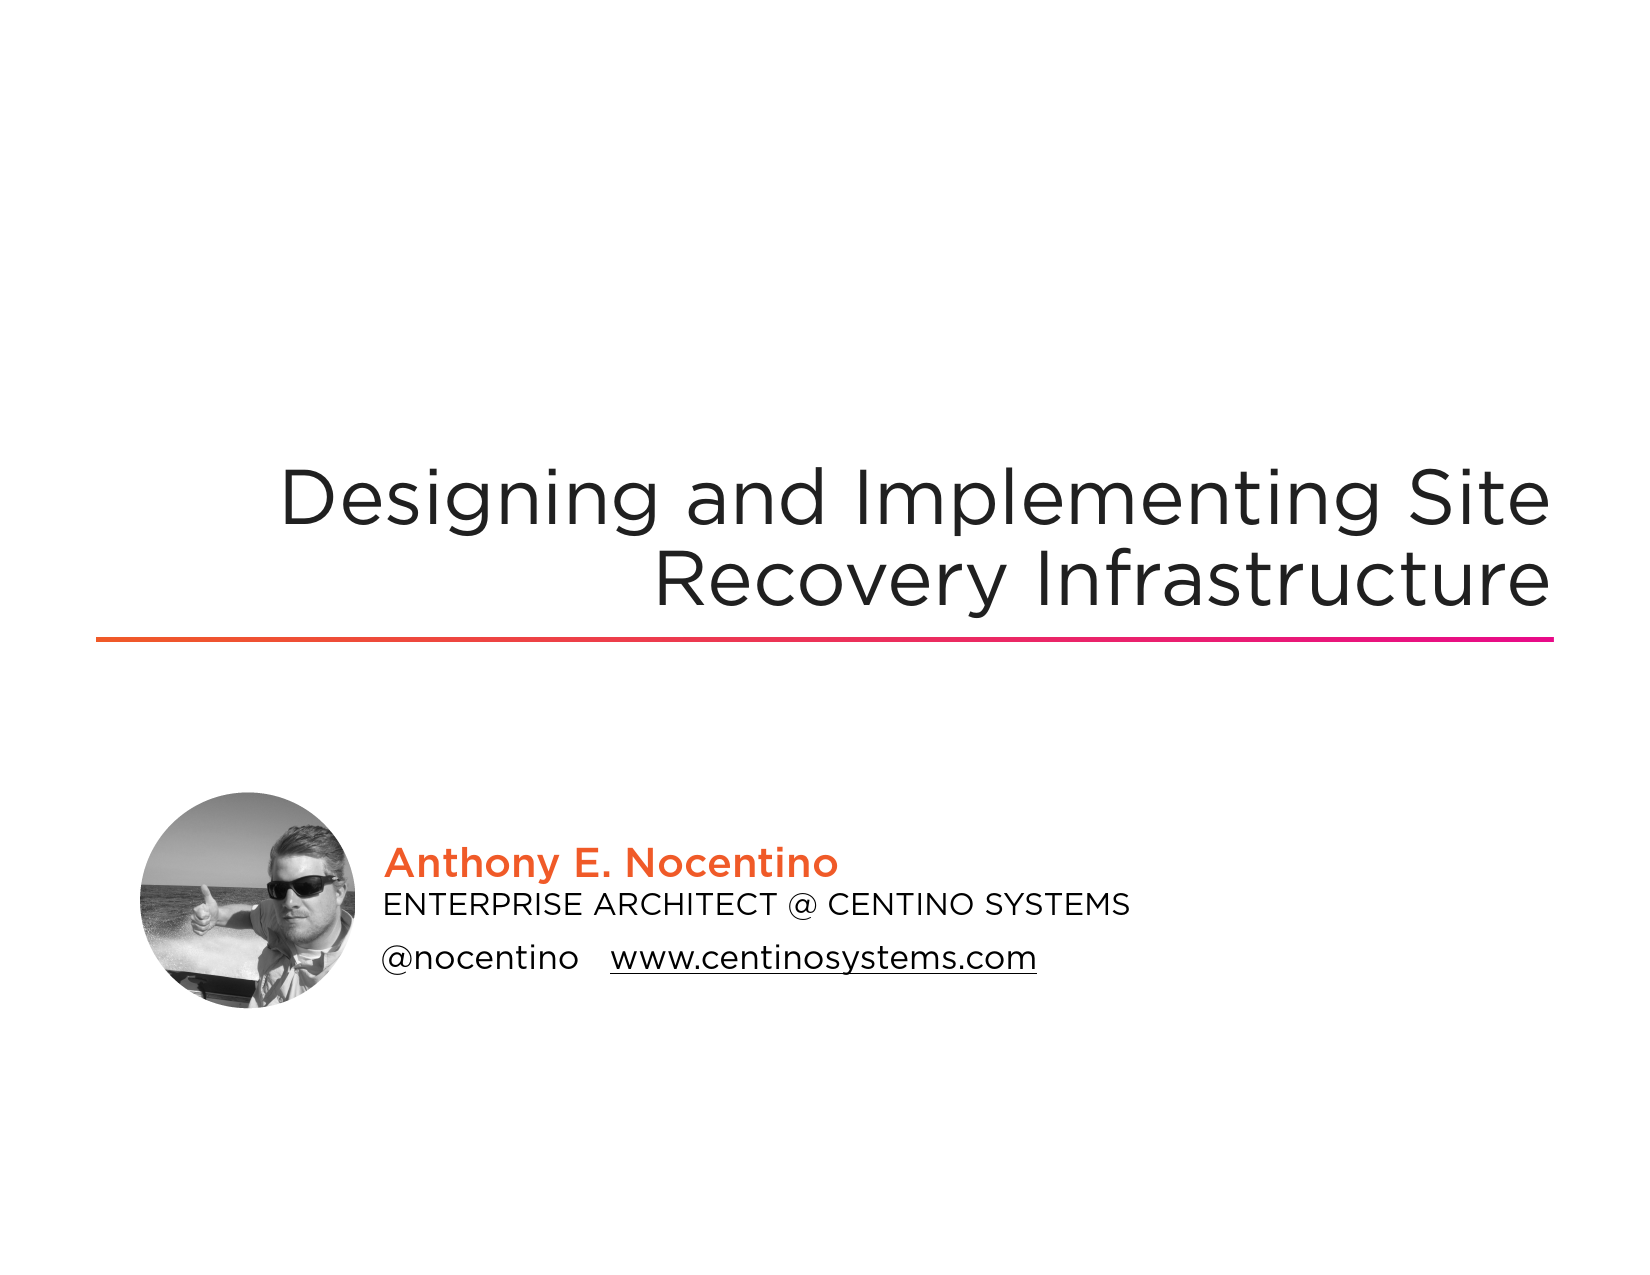 Designing and Implementing Site
Recovery Infrastructure
Anthony E. Nocentino
ENTERPRISE ARCHITECT @ CENTINO SYSTEMS
@nocentino www.centinosystems.com